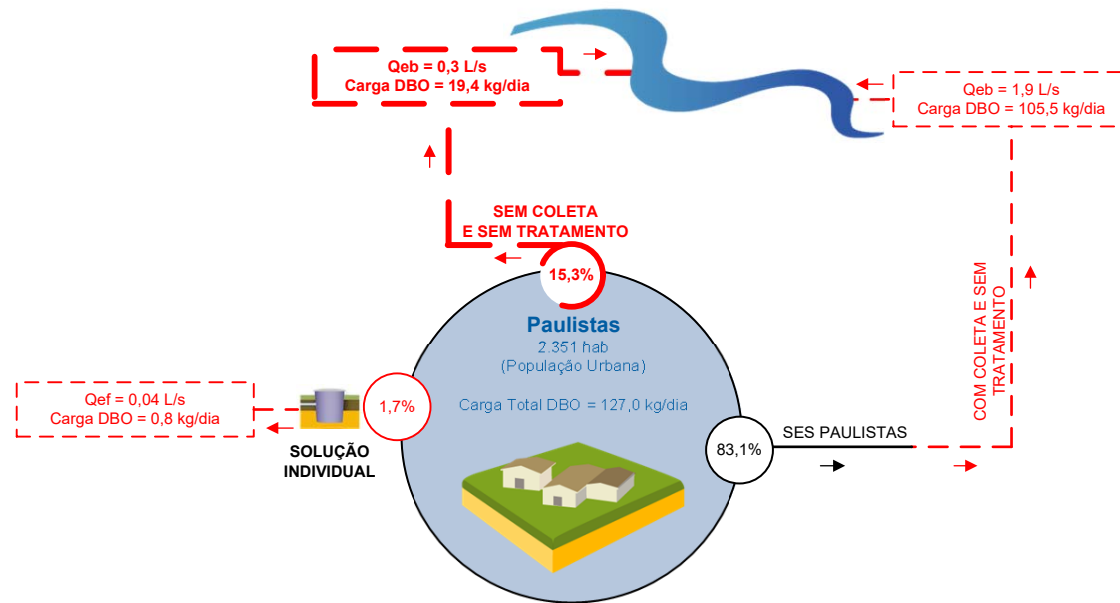 Qeb = 0,3 L/s
Carga DBO = 19,4 kg/dia
Qeb = 1,9 L/s
Carga DBO = 105,5 kg/dia
SEM COLETA
E SEM TRATAMENTO
15,3%
Paulistas
2.351 hab
(População Urbana)
Carga Total DBO = 127,0 kg/dia
Qef = 0,04 L/s
Carga DBO = 0,8 kg/dia
1,7%
SOLUÇÃO
INDIVIDUAL
83,1%
SES PAULISTAS
COM COLETA E SEM
TRATAMENTO